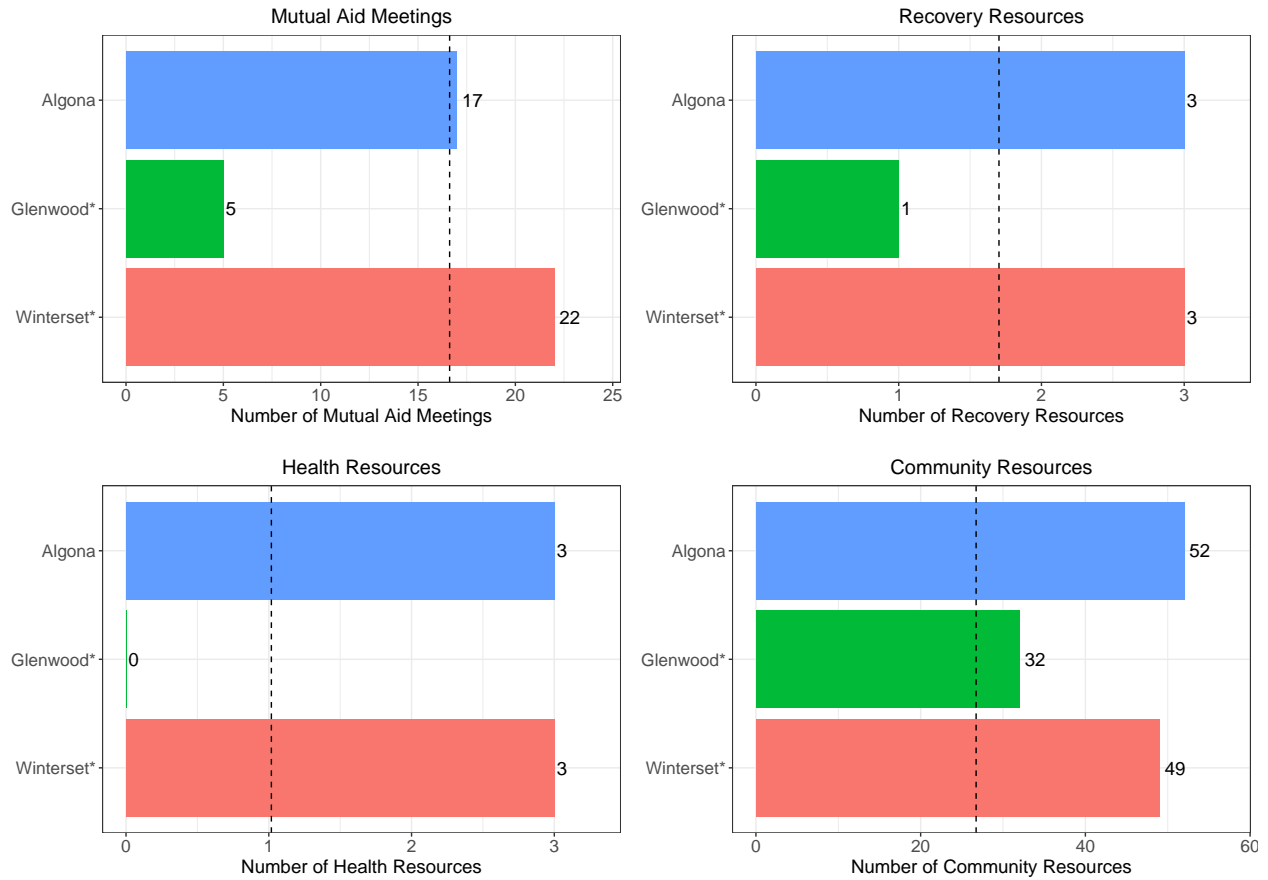 Mutual Aid Meetings
Algona
17
Glenwood*
5
Winterset*
22
0 5 10 15 20 25
Number of Mutual Aid Meetings
Recovery Resources
Algona
3
Glenwood*
1
Winterset*
3
0 1 2 3
Number of Recovery Resources
Health Resources
Algona
3
Glenwood*
0
Winterset*
3
0 1 2 3
Number of Health Resources
Community Resources
Algona
52
Glenwood*
32
Winterset*
49
0 20 40 60
Number of Community Resources